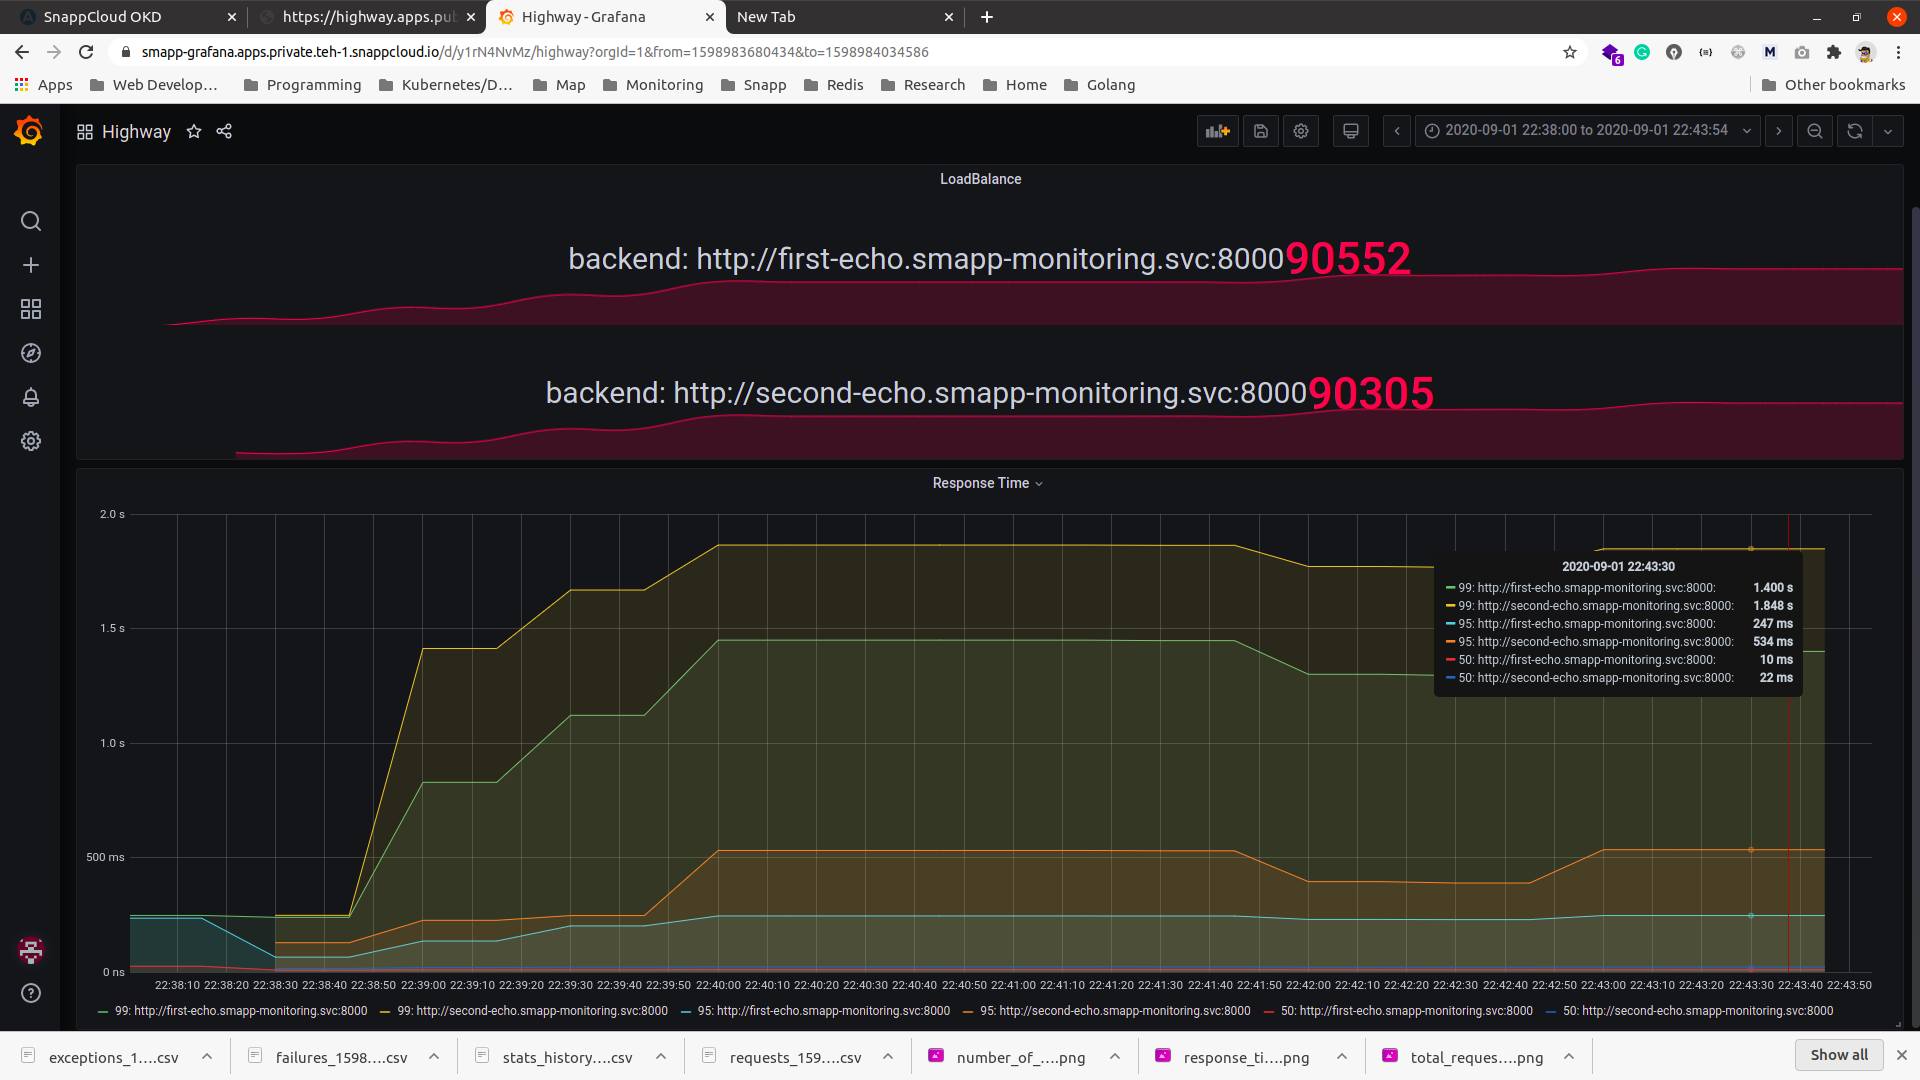 SnappCloud OKD
https://highway.apps.pub
Highway - Grafana
New Tab
smapp-grafana.apps.private.teh-1.snappcloud.io/d/y1rN4NvMz/highway?orgId=1&from=1598983680434&to=1598984034586
6
M
Apps
Web Develop...
Programming
Kubernetes/D...
Map
Monitoring
Snapp
Redis
Research
Home
Golang
Other bookmarks
Highway
2020-09-01 22:38:00 to 2020-09-01 22:43:54
LoadBalance
backend: http://first-echo.smapp-monitoring.svc:8000 90552
backend: http://second-echo.smapp-monitoring.svc:8000 90305
Response Time
2.0 s
1.5 s
1.0 s
500 ms
0 ns
2020-09-01 22:43:30
99: http://first-echo.smapp-monitoring.svc:8000: 1.400 s
99: http://second-echo.smapp-monitoring.svc:8000: 1.848 s
95: http://first-echo.smapp-monitoring.svc:8000: 247 ms
95: http://second-echo.smapp-monitoring.svc:8000: 534 ms
50: http://first-echo.smapp-monitoring.svc:8000: 10 ms
50: http://second-echo.smapp-monitoring.svc:8000: 22 ms
22:38:10 22:38:20 22:38:30 22:38:40 22:38:50 22:39:00 22:39:10 22:39:20 22:39:30 22:39:40 22:39:50 22:40:00 22:40:10 22:40:20 22:40:30 22:40:40 22:40:50 22:41:00 22:41:10 22:41:20 22:41:30 22:41:40 22:41:50 22:42:00 22:42:10 22:42:20 22:42:30 22:42:40 22:42:50 22:43:00 22:43:10 22:43:20 22:43:30 22:43:40 22:43:50
99: http://first-echo.smapp-monitoring.svc:8000 99: http://second-echo.smapp-monitoring.svc:8000 95: http://first-echo.smapp-monitoring.svc:8000 95: http://second-echo.smapp-monitoring.svc:8000 50: http://first-echo.smapp-monitoring.svc:8000 50: http://second-echo.smapp-monitoring.svc:8000
exceptions_1....csv
failures_1598....csv
stats_history....csv
requests_159....csv
number_of_....png
response_ti....png
total_reques....png
Show all